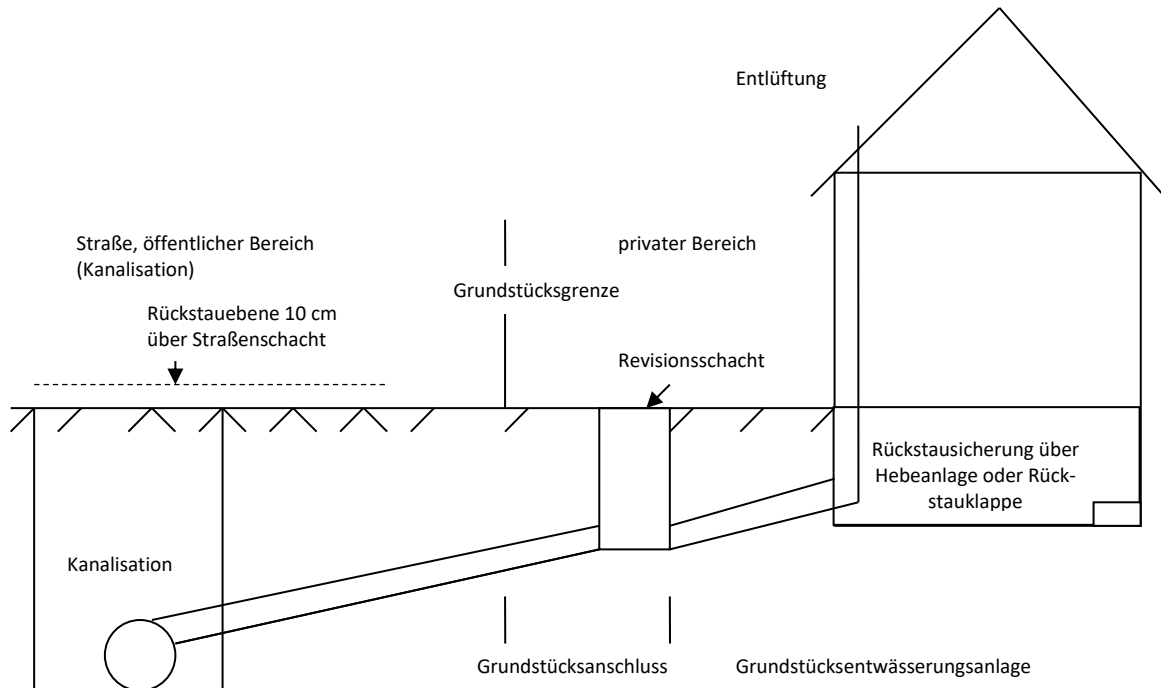 Entlüftung
Straße, öffentlicher Bereich
(Kanalisation)
privater Bereich
Grundstücksgrenze
Rückstauebene 10 cm
über Straßenschacht
Revisionsschacht
Rückstausicherung über
Hebeanlage oder Rück-
stauklappe
Kanalisation
Grundstücksanschluss
Grundstücksentwässerungsanlage